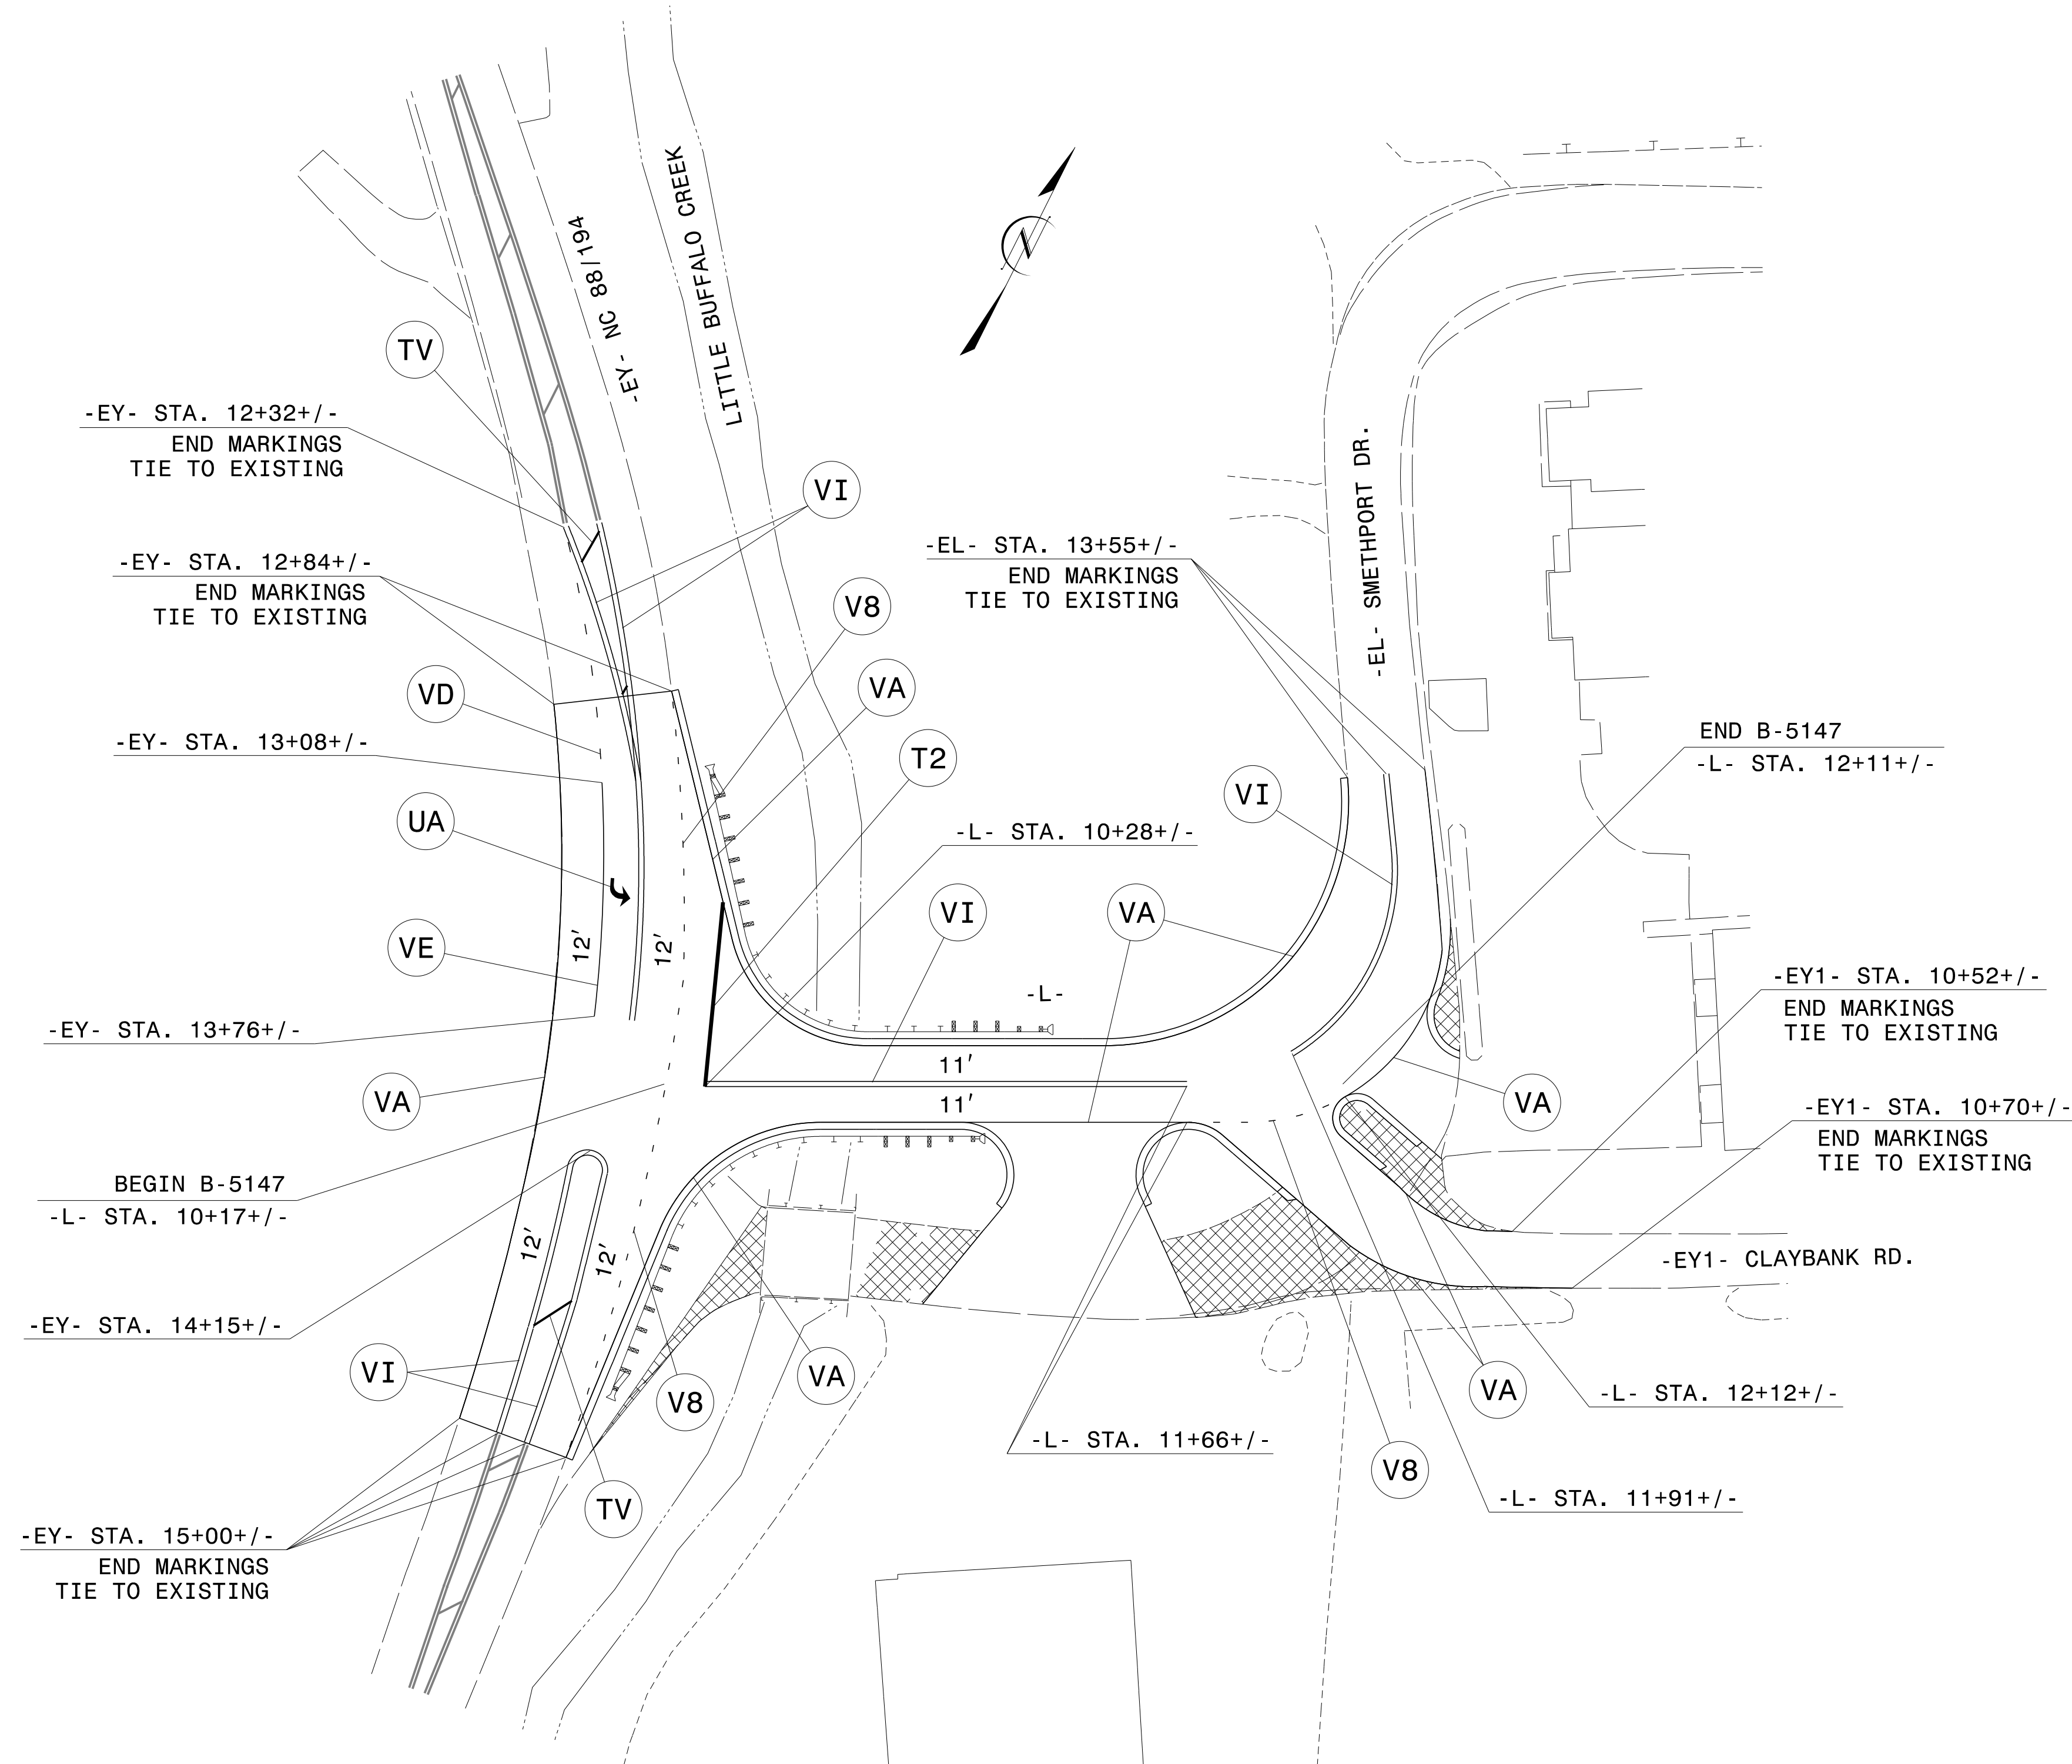 LITTLE BUFFALO CREEK
-EY- NC 88/194
N
TV
-EY- STA. 12+32+/-
END MARKINGS
TIE TO EXISTING
VI
-EL- SMETHPORT DR.
-EL- STA. 13+55+/-
END MARKINGS
TIE TO EXISTING
-EY- STA. 12+84+/-
END MARKINGS
TIE TO EXISTING
V8
VD
VA
END B-5147
-L- STA. 12+11+/-
-EY- STA. 13+08+/-
T2
VI
UA
-L- STA. 10+28+/-
VI
VA
VE
12'
12'
-L-
-EY1- STA. 10+52+/-
END MARKINGS
TIE TO EXISTING
-EY- STA. 13+76+/-
11'
11'
VA
VA
-EY1- STA. 10+70+/-
END MARKINGS
TIE TO EXISTING
BEGIN B-5147
-L- STA. 10+17+/-
12'
12'
-EY1- CLAYBANK RD.
-EY- STA. 14+15+/-
VI
VA
V8
VA
-L- STA. 12+12+/-
-L- STA. 11+66+/-
V8
-L- STA. 11+91+/-
TV
-EY- STA. 15+00+/-
END MARKINGS
TIE TO EXISTING